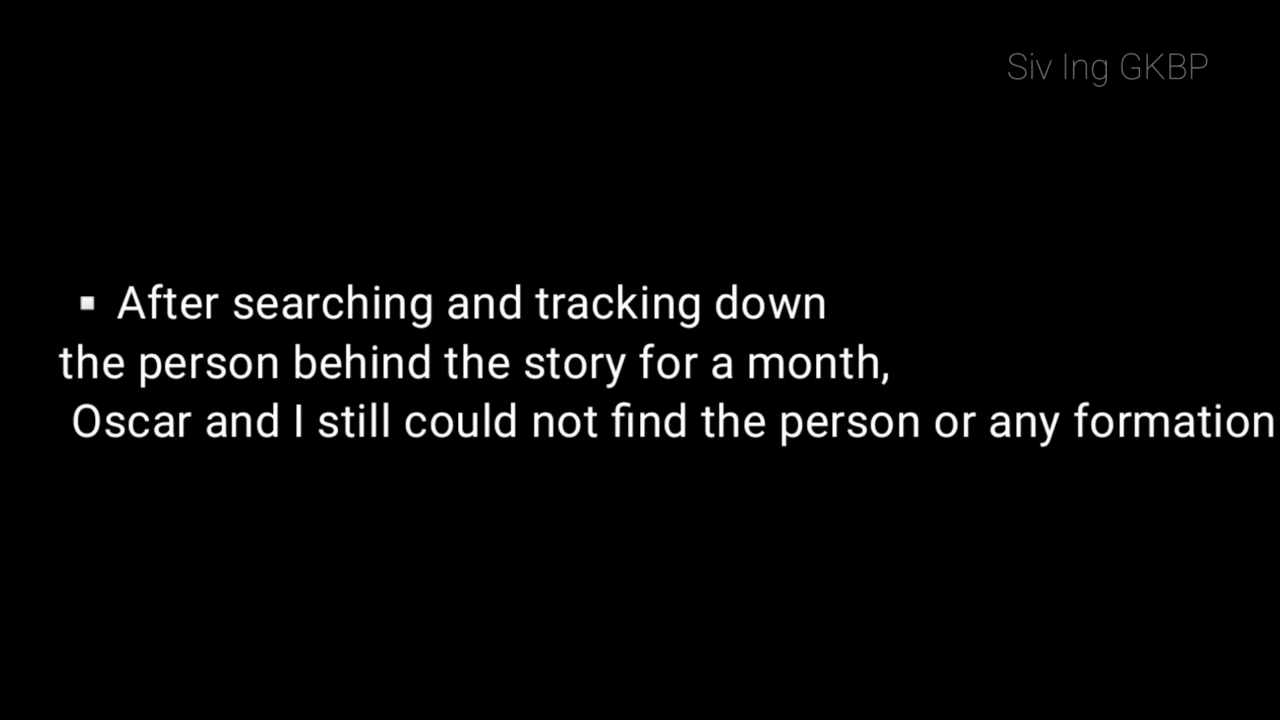 Siv Ing GKBP
▪ After searching and tracking down
the person behind the story for a month,
Oscar and I still could not find the person or any formation